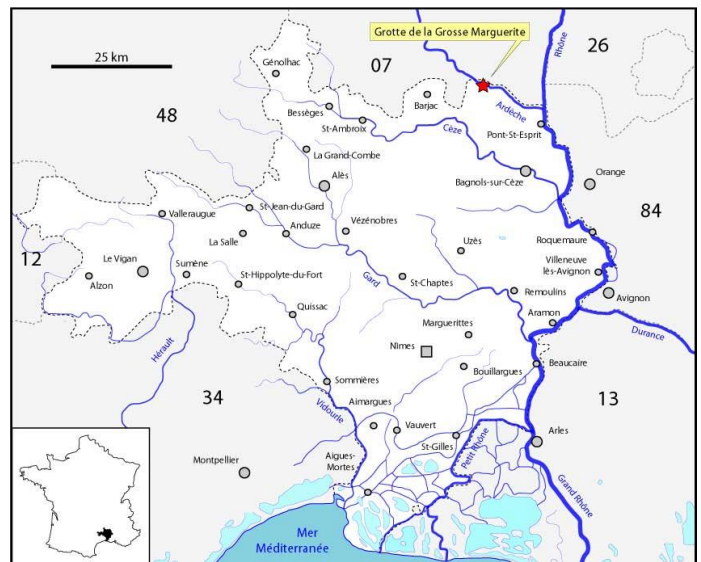 Grotte de la Grosse Marguerite
26
Rhône
07
25 km
Génolhac
Barjac
Ardèche
48
Bessèges
St-Ambroix
Cèze
Pont-St-Esprit
La Grand-Combe
Alès
Bagnols-sur-Cèze
Orange
Valleraugue
St-Jean-du-Gard
84
La Salle
Anduze
Vézénobres
Uzès
Roquemaure
12
Le Vigan
Alzon
Sumène
St-Hippolyte-du-Fort
Gard
St-Chaptes
Villeneuve
lès-Avignon
Remoulins
Avignon
Quissac
Aramon
Durance
Marguerittes
Nîmes
Hérault
Bouillargues
Beaucaire
34
Sommières
13
Vidourle
Aimargues
Vauvert
St-Gilles
Arles
Petit Rhône
Montpellier
Aigues-
Mortes
Grand Rhône
Mer
Méditerranée